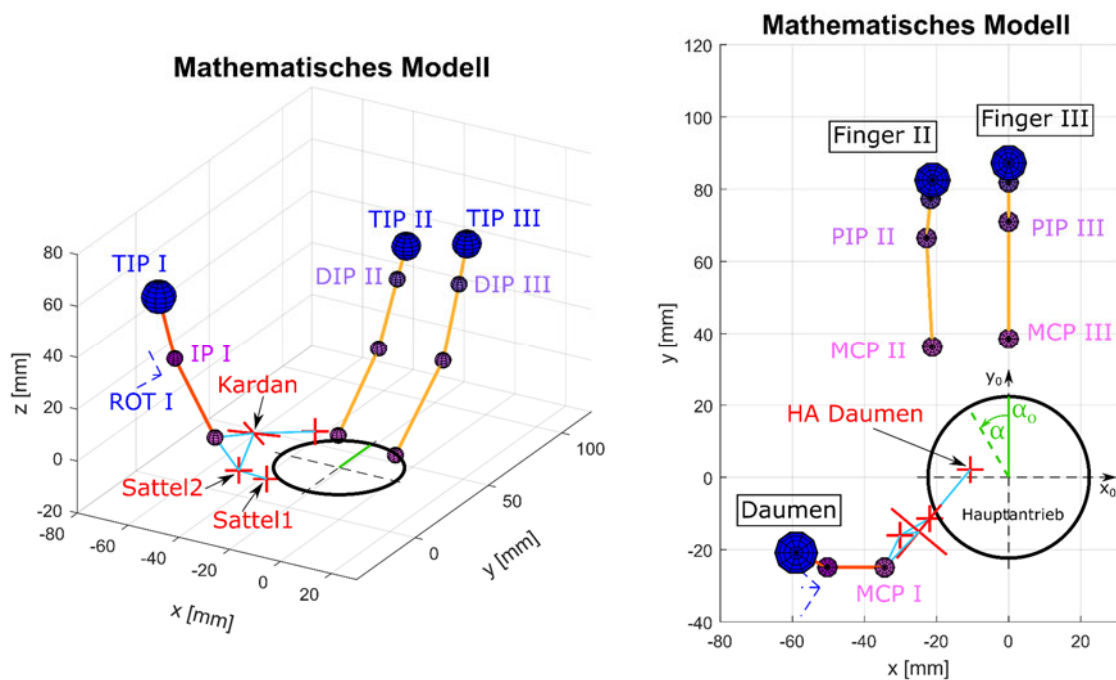 Mathematisches Modell
TIP I
TIP II
TIP III
DIP II
DIP III
IP I
ROT I
Kardan
Sattel2
Sattel1
80
60
40
20
0
-20
z [mm]
-80
-60
-40
-20
0
20
x [mm]
0
50
100
y [mm]
Mathematisches Modell
120
100
80
60
40
20
0
-20
-40
y [mm]
Finger II
Finger III
PIP II
PIP III
MCP II
MCP III
HA Daumen
y₀
α₀
α
x₀
Hauptantrieb
Daumen
MCP I
-80
-60
-40
-20
0
20
x [mm]